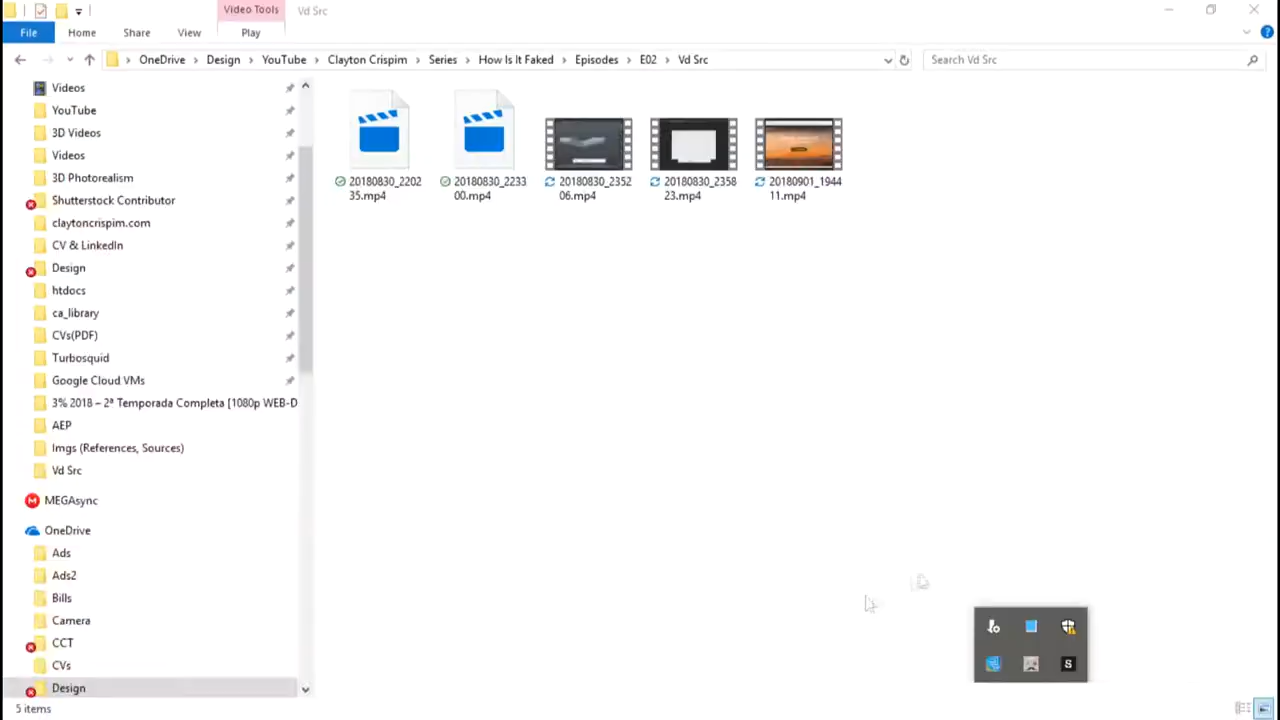 Video Tools
Vd Src
File
Home
Share
View
Play
OneDrive
Design
YouTube
Clayton Crispim
Series
How Is It Faked
Episodes
E02
Vd Src
Search Vd Src
Videos
YouTube
3D Videos
Videos
3D Photorealism
Shutterstock Contributor
claytoncrispim.com
CV & LinkedIn
Design
htdocs
ca_library
CVs(PDF)
Turbosquid
Google Cloud VMs
3% 2018 – 2ª Temporada Completa [1080p WEB-D
AEP
Imgs (References, Sources)
Vd Src
MEGAsync
OneDrive
Ads
Ads2
Bills
Camera
CCT
CVs
Design
20180830_2202
35.mp4
20180830_2233
00.mp4
20180830_2352
06.mp4
20180830_2358
23.mp4
20180901_1944
11.mp4
S
5 items